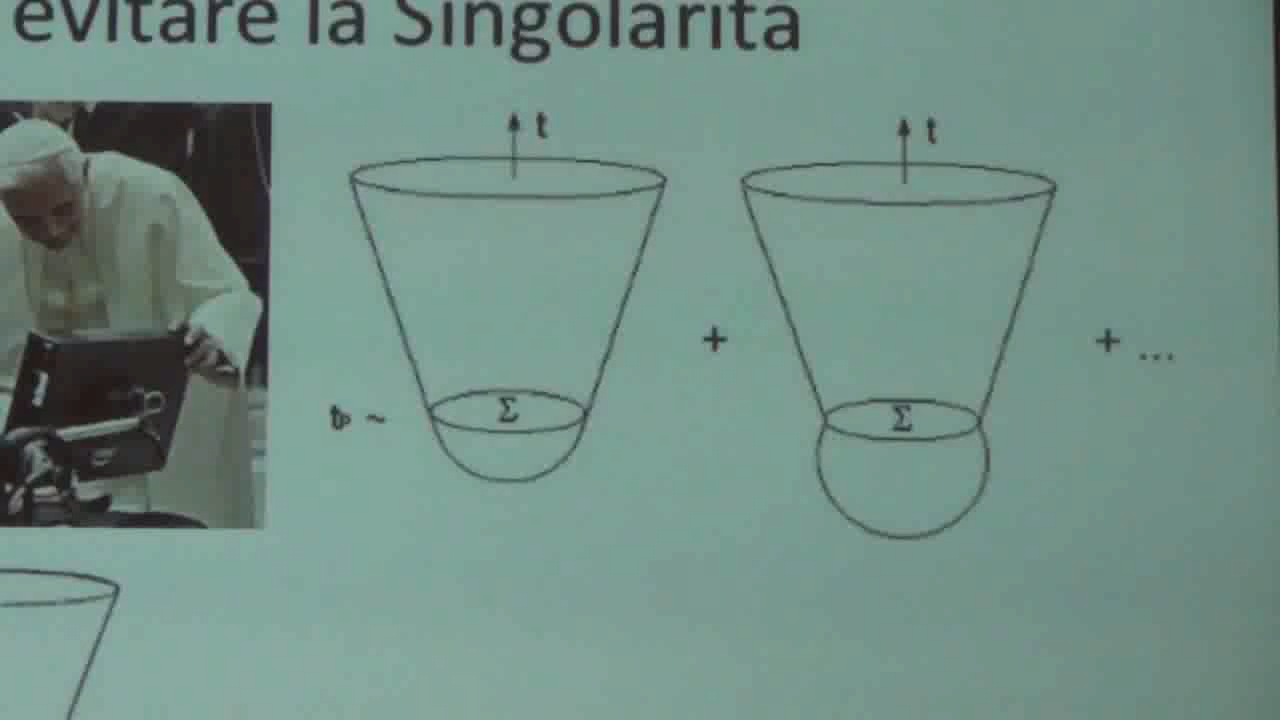 evitare la Singolarità
t
t
+
+ ...
Σ
Σ
~